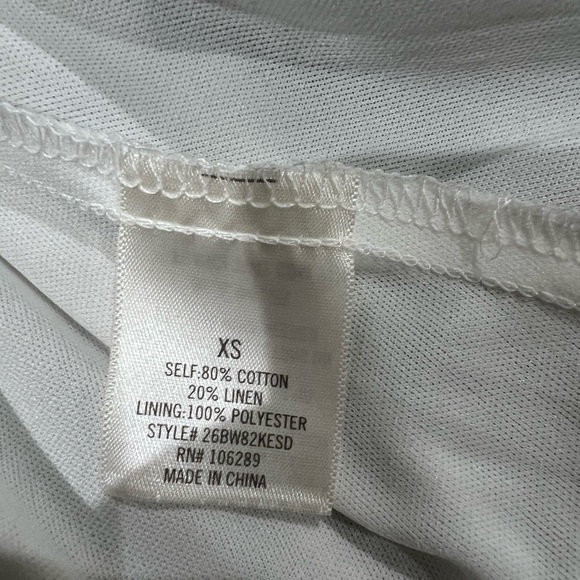 XS
SELF:80% COTTON
20% LINEN
LINING:100% POLYESTER
STYLE# 26BW82KESD
RN# 106289
MADE IN CHINA